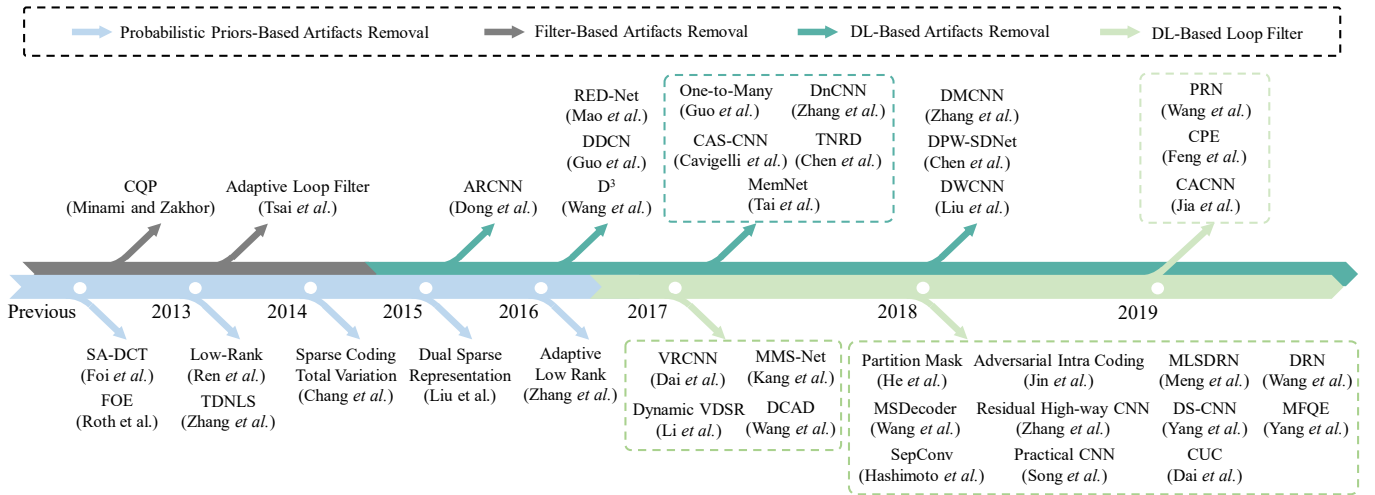 Probabilistic Priors-Based Artifacts Removal
Filter-Based Artifacts Removal
DL-Based Artifacts Removal
DL-Based Loop Filter
CQP
(Minami and Zakhor)
Adaptive Loop Filter
(Tsai et al.)
ARCNN
(Dong et al.)
RED-Net
(Mao et al.)
DDCN
(Guo et al.)
D³
(Wang et al.)
One-to-Many
(Guo et al.)
DnCNN
(Zhang et al.)
CAS-CNN
(Cavigelli et al.)
TNRD
(Chen et al.)
MemNet
(Tai et al.)
DMCNN
(Zhang et al.)
DPW-SDNet
(Chen et al.)
DWCNN
(Liu et al.)
PRN
(Wang et al.)
CPE
(Feng et al.)
CACNN
(Jia et al.)
Previous
2013
2014
2015
2016
2017
2018
2019
SA-DCT
(Foi et al.)
FOE
(Roth et al.)
Low-Rank
(Ren et al.)
TDNLS
(Zhang et al.)
Sparse Coding
Total Variation
(Chang et al.)
Dual Sparse
Representation
(Liu et al.)
Adaptive
Low Rank
(Zhang et al.)
VRCNN
(Dai et al.)
MMS-Net
(Kang et al.)
Dynamic VDSR
(Li et al.)
DCAD
(Wang et al.)
Partition Mask
(He et al.)
Adversarial Intra Coding
(Jin et al.)
MLSDRN
(Meng et al.)
DRN
(Wang et al.)
MSDecoder
(Wang et al.)
Residual High-way CNN
(Zhang et al.)
DS-CNN
(Yang et al.)
MFQE
(Yang et al.)
SepConv
(Hashimoto et al.)
Practical CNN
(Song et al.)
CUC
(Dai et al.)